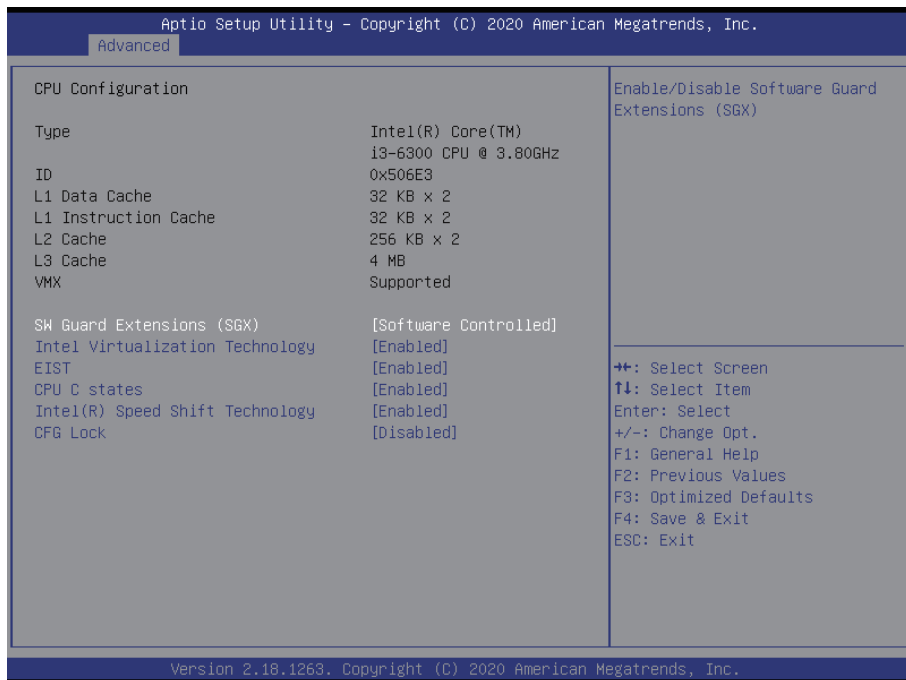 Aptio Setup Utility – Copyright (C) 2020 American Megatrends, Inc.
Advanced
CPU Configuration
Type Intel(R) Core(TM)
i3-6300 CPU @ 3.80GHz
ID 0x506E3
L1 Data Cache 32 KB x 2
L1 Instruction Cache 32 KB x 2
L2 Cache 256 KB x 2
L3 Cache 4 MB
VMX Supported
SW Guard Extensions (SGX) [Software Controlled]
Intel Virtualization Technology [Enabled]
EIST [Enabled]
CPU C states [Enabled]
Intel(R) Speed Shift Technology [Enabled]
CFG Lock [Disabled]
Enable/Disable Software Guard
Extensions (SGX)
→←: Select Screen
↑↓: Select Item
Enter: Select
+/-: Change Opt.
F1: General Help
F2: Previous Values
F3: Optimized Defaults
F4: Save & Exit
ESC: Exit
Version 2.18.1263. Copyright (C) 2020 American Megatrends, Inc.